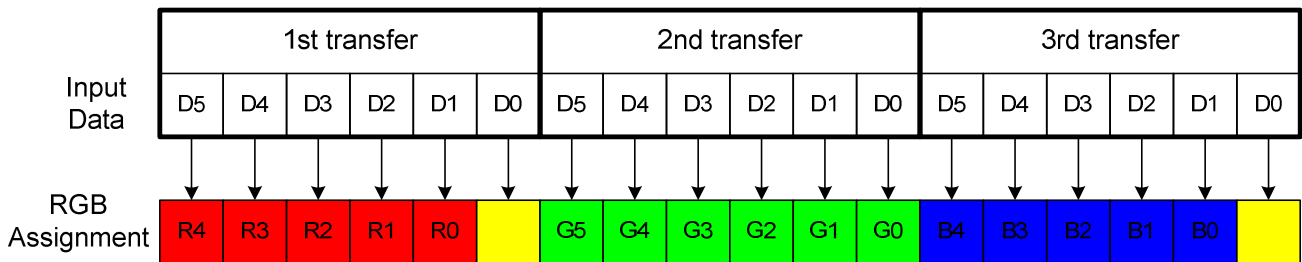 1st transfer 2nd transfer 3rd transfer
Input
Data
D5 D4 D3 D2 D1 D0 D5 D4 D3 D2 D1 D0 D5 D4 D3 D2 D1 D0
RGB
Assignment
R4 R3 R2 R1 R0 G5 G4 G3 G2 G1 G0 B4 B3 B2 B1 B0